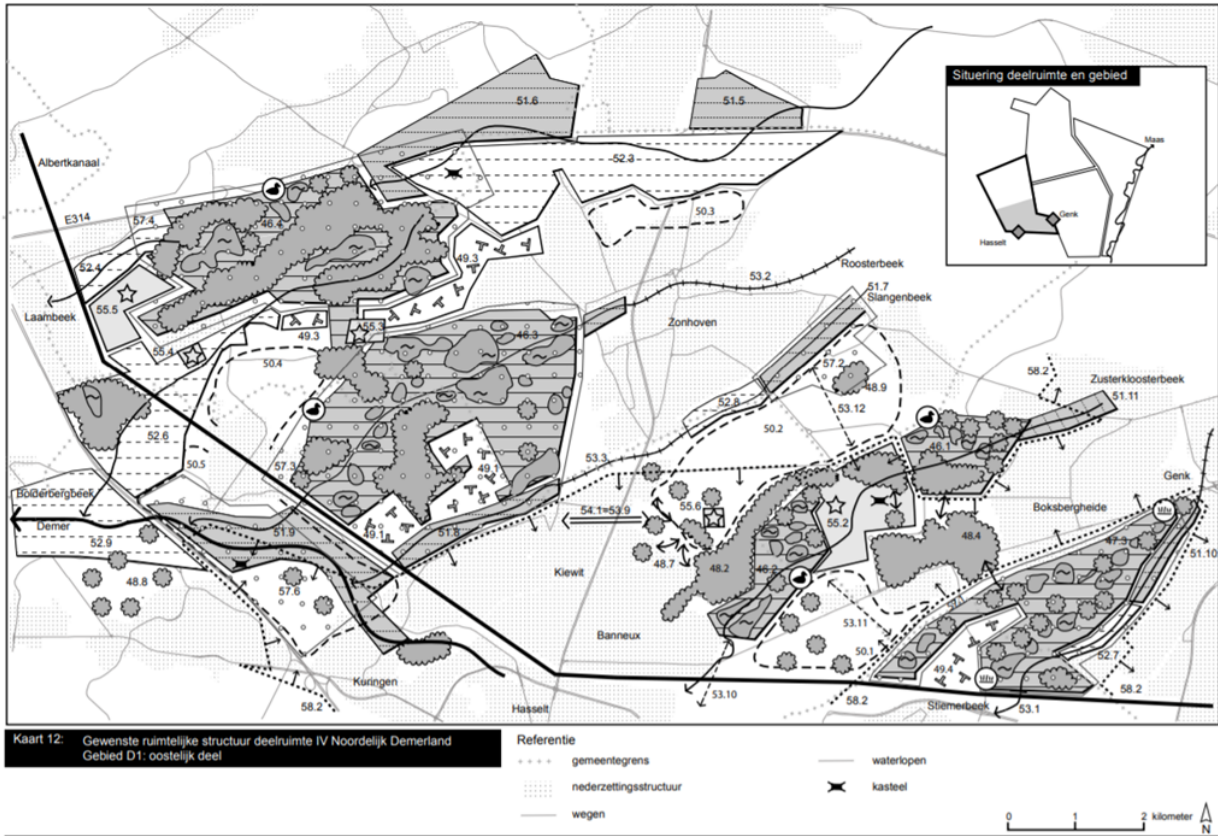 Situering deelruimte en gebied
Maas
Genk
Hasselt
51.6
51.5
Albertkanaal
52.3
E314
57.4
46.4
50.3
49.3
52.4
53.2
Roosterbeek
51.7
Slangenbeek
55.5
Laambeek
55.3
46.3
49.3
Zonhoven
55.4
50.4
57.2
48.9
58.2
Zusterkloosterbeek
52.8
53.12
51.11
52.6
50.2
46.1
50.5
57.3
49.1
53.3
Genk
Bolderbergbeek
55.6
54.1=53.9
55.2
Boksbergheide
Demer
51.9
49.1
51.8
48.4
47.3
52.9
48.7
48.2
46.2
51.10
48.8
Kiewit
57.6
53.11
Banneux
50.1
49.4
52.7
Kuringen
53.10
58.2
58.2
58.2
Hasselt
Stiemerbeek
53.1
Kaart 12: Gewenste ruimtelijke structuur deelruimte IV Noordelijk Demerland
Gebied D1: oostelijk deel
Referentie
gemeentegrens
waterlopen
nederzettingsstructuur
kasteel
wegen
0 1 2 kilometer
N